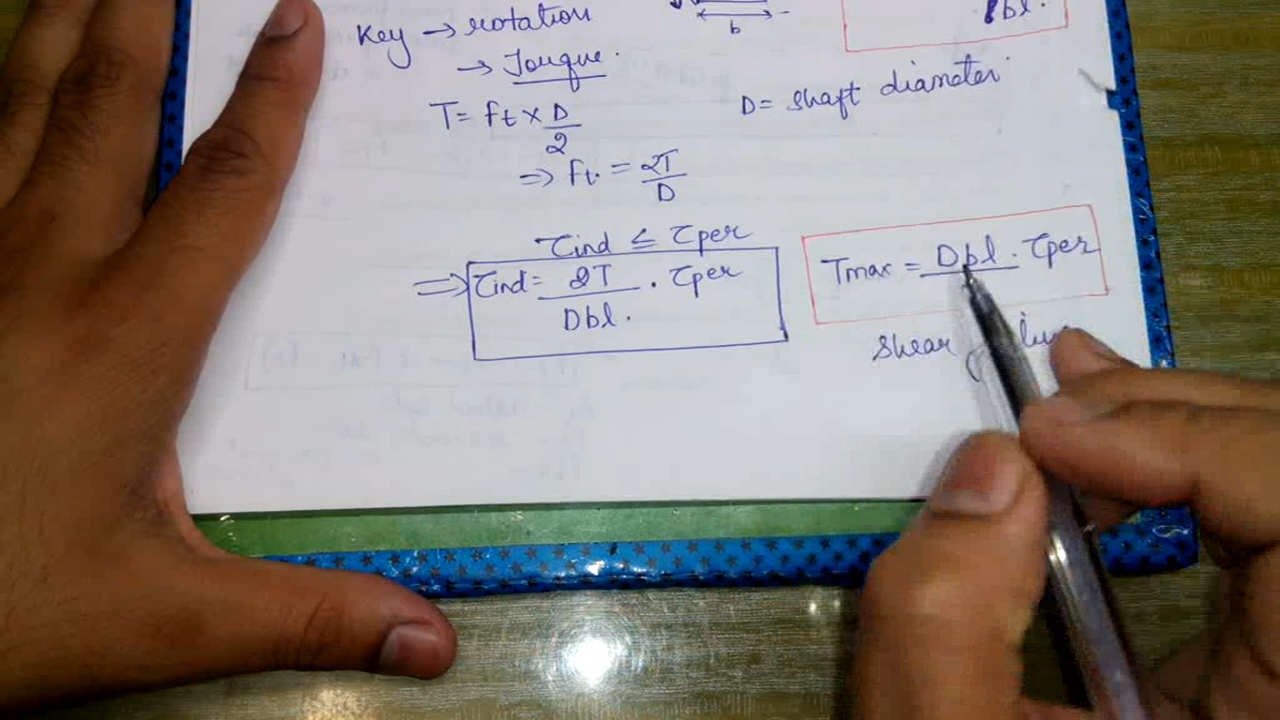 Key → rotation
b
bl.
→ Torque.
T = ft × D/2
D = shaft diameter
⇒ ft. = 2T/D
τind ≤ τper
⇒ τind = 2T/Dbl. . τper
Tmax = Dbl . τper
shear